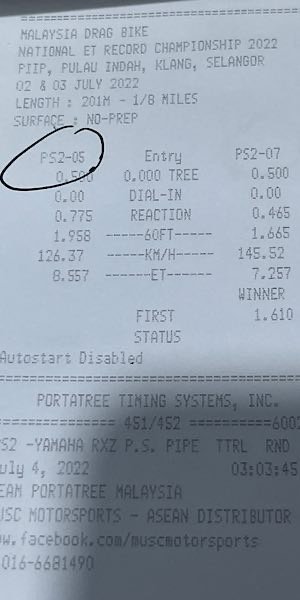 MALAYSIA DRAG BIKE
NATIONAL ET RECORD CHAMPIONSHIP 2022
PIIP, PULAU INDAH, KLANG, SELANGOR
02 & 03 JULY 2022
LENGTH : 201M - 1/8 MILES
SURFACE : NO-PREP
PS2-05 Entry PS2-07
0.500 0.000 TREE 0.500
0.00 DIAL-IN 0.00
0.775 REACTION 0.465
1.958 -----60FT----- 1.665
126.37 -----KM/H----- 145.52
8.557 ------ET------ 7.257
WINNER
FIRST 1.610
STATUS
Autostart Disabled
PORTATREE TIMING SYSTEMS, INC.
=============== 451/452 ==========6002
PS2 -YAMAHA RXZ P.S. PIPE TTRL RND
uly 4, 2022 03:03:45
EAM PORTATREE MALAYSIA
USC MOTORSPORTS - ASEAN DISTRIBUTOR
w.facebook.com/muscmotorsports
016-6681490